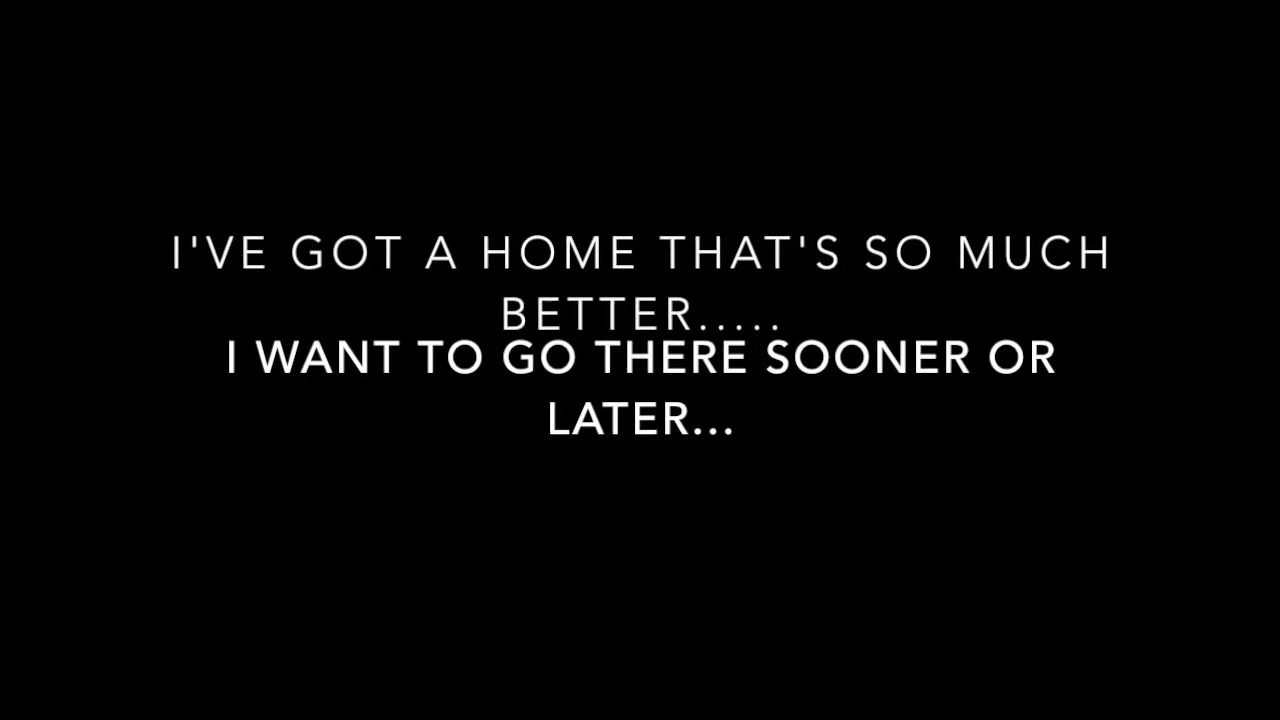 I'VE GOT A HOME THAT'S SO MUCH
BETTER.....
I WANT TO GO THERE SOONER OR
LATER...